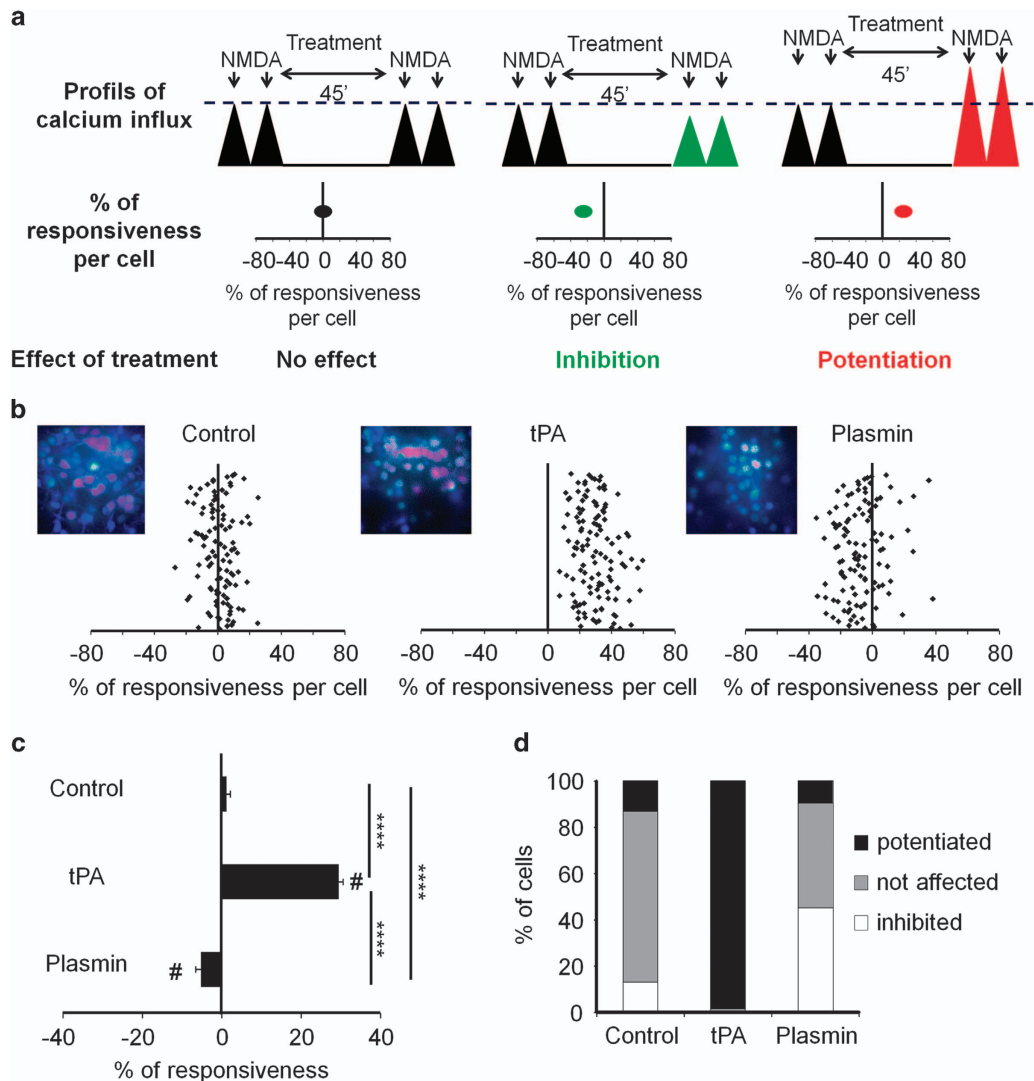 a
NMDA Treatment NMDA
45'
NMDA Treatment NMDA
45'
NMDA Treatment NMDA
45'
Profils of
calcium influx
% of
responsiveness
per cell
-80 -40 0 40 80
% of responsiveness
per cell
-80 -40 0 40 80
% of responsiveness
per cell
-80 -40 0 40 80
% of responsiveness
per cell
Effect of treatment No effect Inhibition Potentiation
b
Control
-80 -40 0 40 80
% of responsiveness per cell
tPA
-80 -40 0 40 80
% of responsiveness per cell
Plasmin
-80 -40 0 40 80
% of responsiveness per cell
c
Control
tPA
#
Plasmin
#
****
****
****
-40 -20 0 20 40
% of responsiveness
d
% of cells
100
80
60
40
20
0
Control tPA Plasmin
potentiated
not affected
inhibited